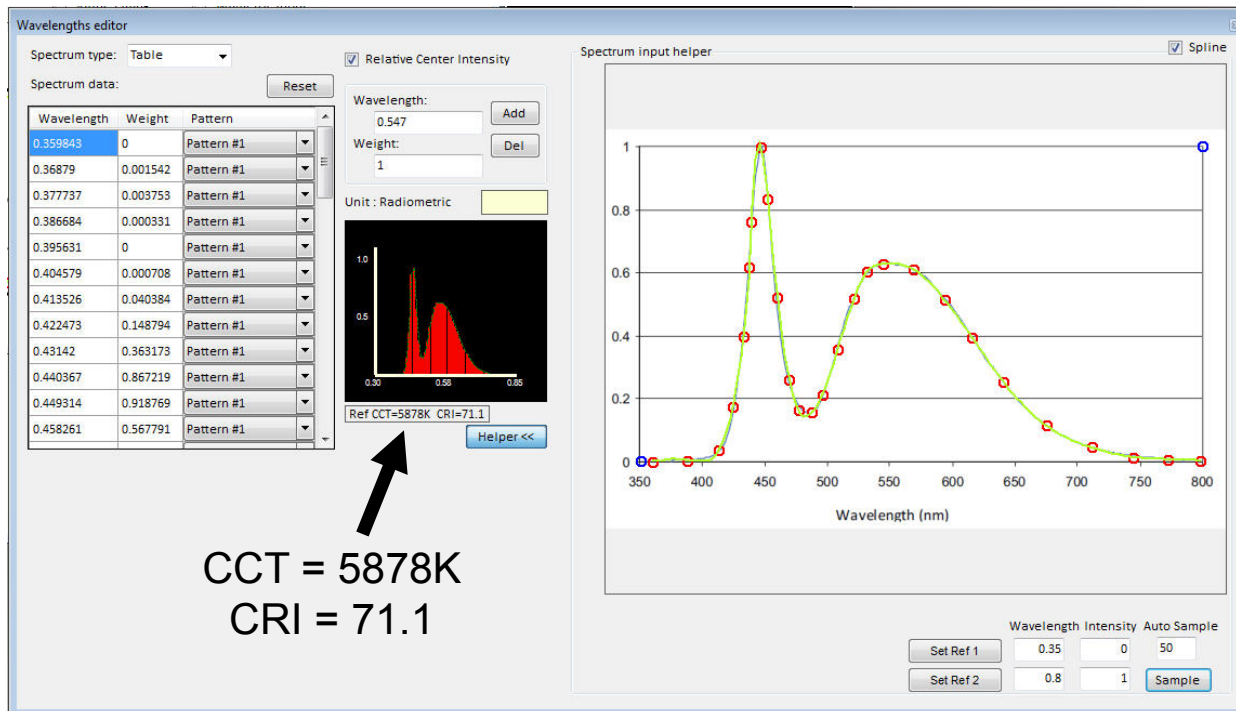 Wavelengths editor
Spectrum type: Table
Spectrum data: Reset
Wavelength Weight Pattern
0.359843 0 Pattern #1
0.36879 0.001542 Pattern #1
0.377737 0.003753 Pattern #1
0.386684 0.000331 Pattern #1
0.395631 0 Pattern #1
0.404579 0.000708 Pattern #1
0.413526 0.040384 Pattern #1
0.422473 0.148794 Pattern #1
0.43142 0.363173 Pattern #1
0.440367 0.867219 Pattern #1
0.449314 0.918769 Pattern #1
0.458261 0.567791 Pattern #1
Relative Center Intensity
Wavelength:
0.547 Add
Weight: Del
1
Unit : Radiometric
1.0
0.5
0.30 0.58 0.85
Ref CCT=5878K CRI=71.1
Helper <<
CCT = 5878K
CRI = 71.1
Spectrum input helper
Spline
1
0.8
0.6
0.4
0.2
0
350 400 450 500 550 600 650 700 750 800
Wavelength (nm)
Wavelength Intensity Auto Sample
Set Ref 1 0.35 0 50
Set Ref 2 0.8 1 Sample